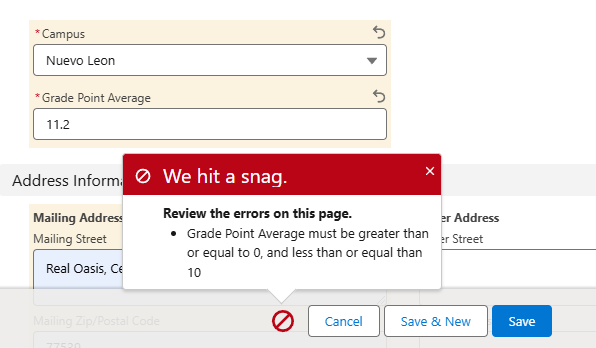 *Campus
Nuevo Leon
*Grade Point Average
11.2
We hit a snag.
Address Informa
Review the errors on this page.
Mailing Address
er Address
Grade Point Average must be greater than
Mailing Street
er Street
or equal to 0, and less than or equal than
Real Oasis, Ce
10
Mailing Zip/Postal Code
Cancel
Save & New
Save